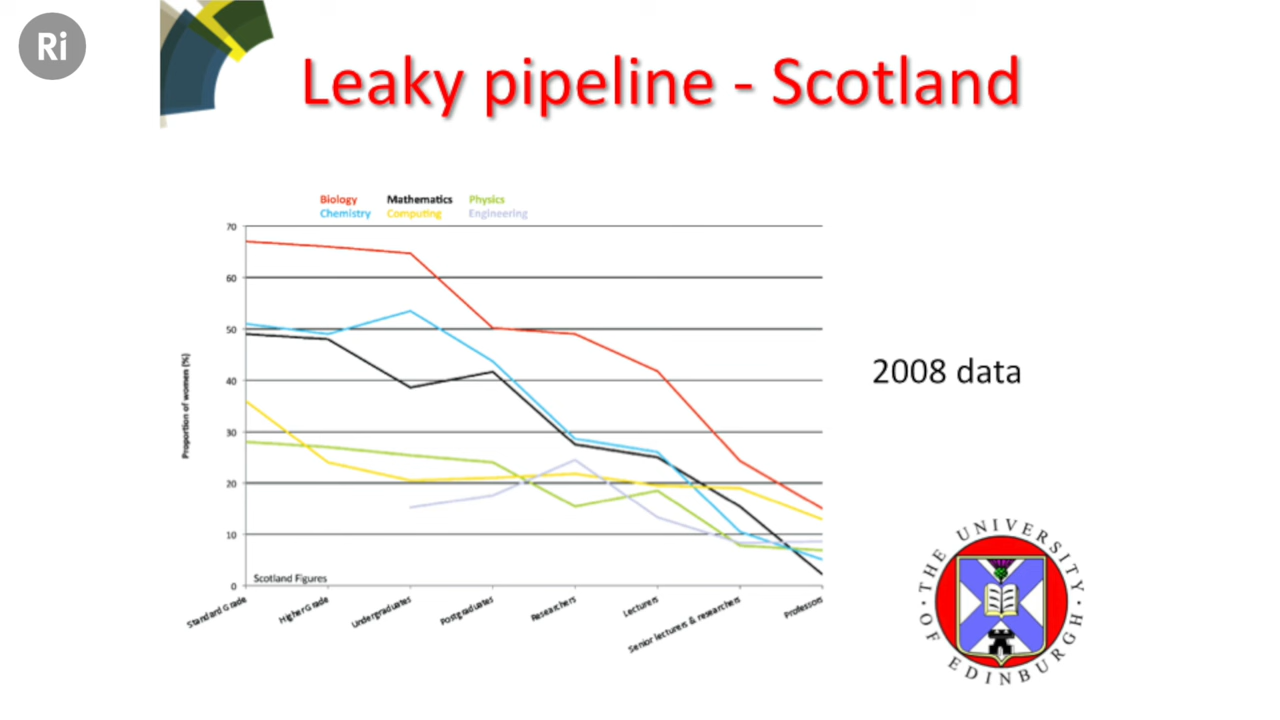 Ri
Leaky pipeline - Scotland
Biology Mathematics Physics
Chemistry Computing Engineering
70
60
50
40
30
20
10
0
Proportion of women (%)
Scotland Figures
Standard Grade
Higher Grade
Undergraduates
Postgraduates
Researchers
Lecturers
Senior lecturers & researchers
Professors
2008 data
THE UNIVERSITY
OF EDINBURGH